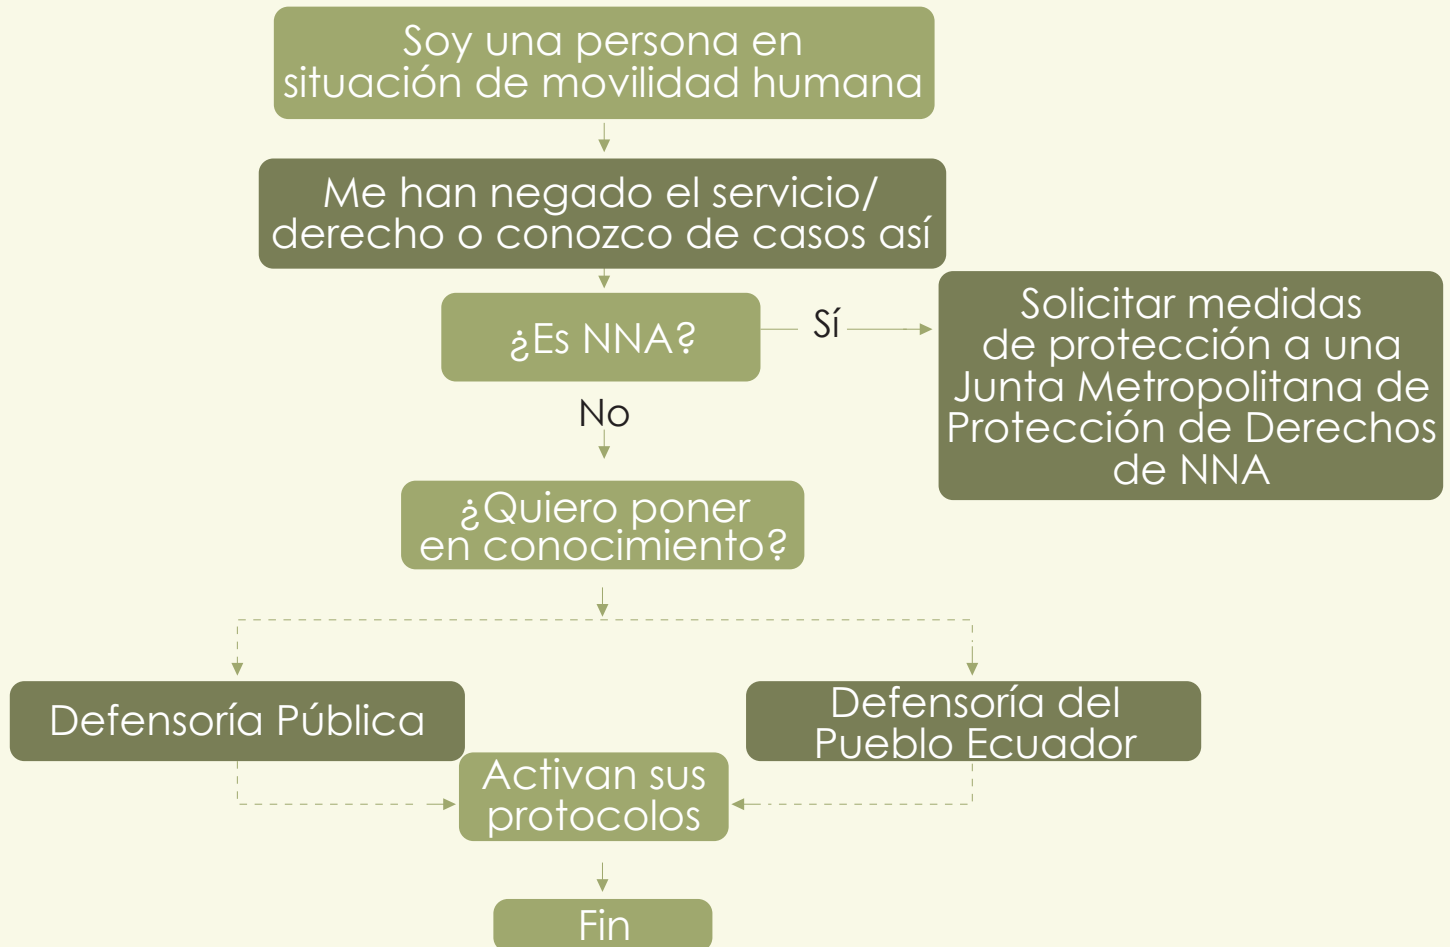 Soy una persona en
situación de movilidad humana
Me han negado el servicio/
derecho o conozco de casos así
¿Es NNA?
Sí
Solicitar medidas
de protección a una
Junta Metropolitana de
Protección de Derechos
de NNA
No
¿Quiero poner
en conocimiento?
Defensoría Pública
Defensoría del
Pueblo Ecuador
Activan sus
protocolos
Fin